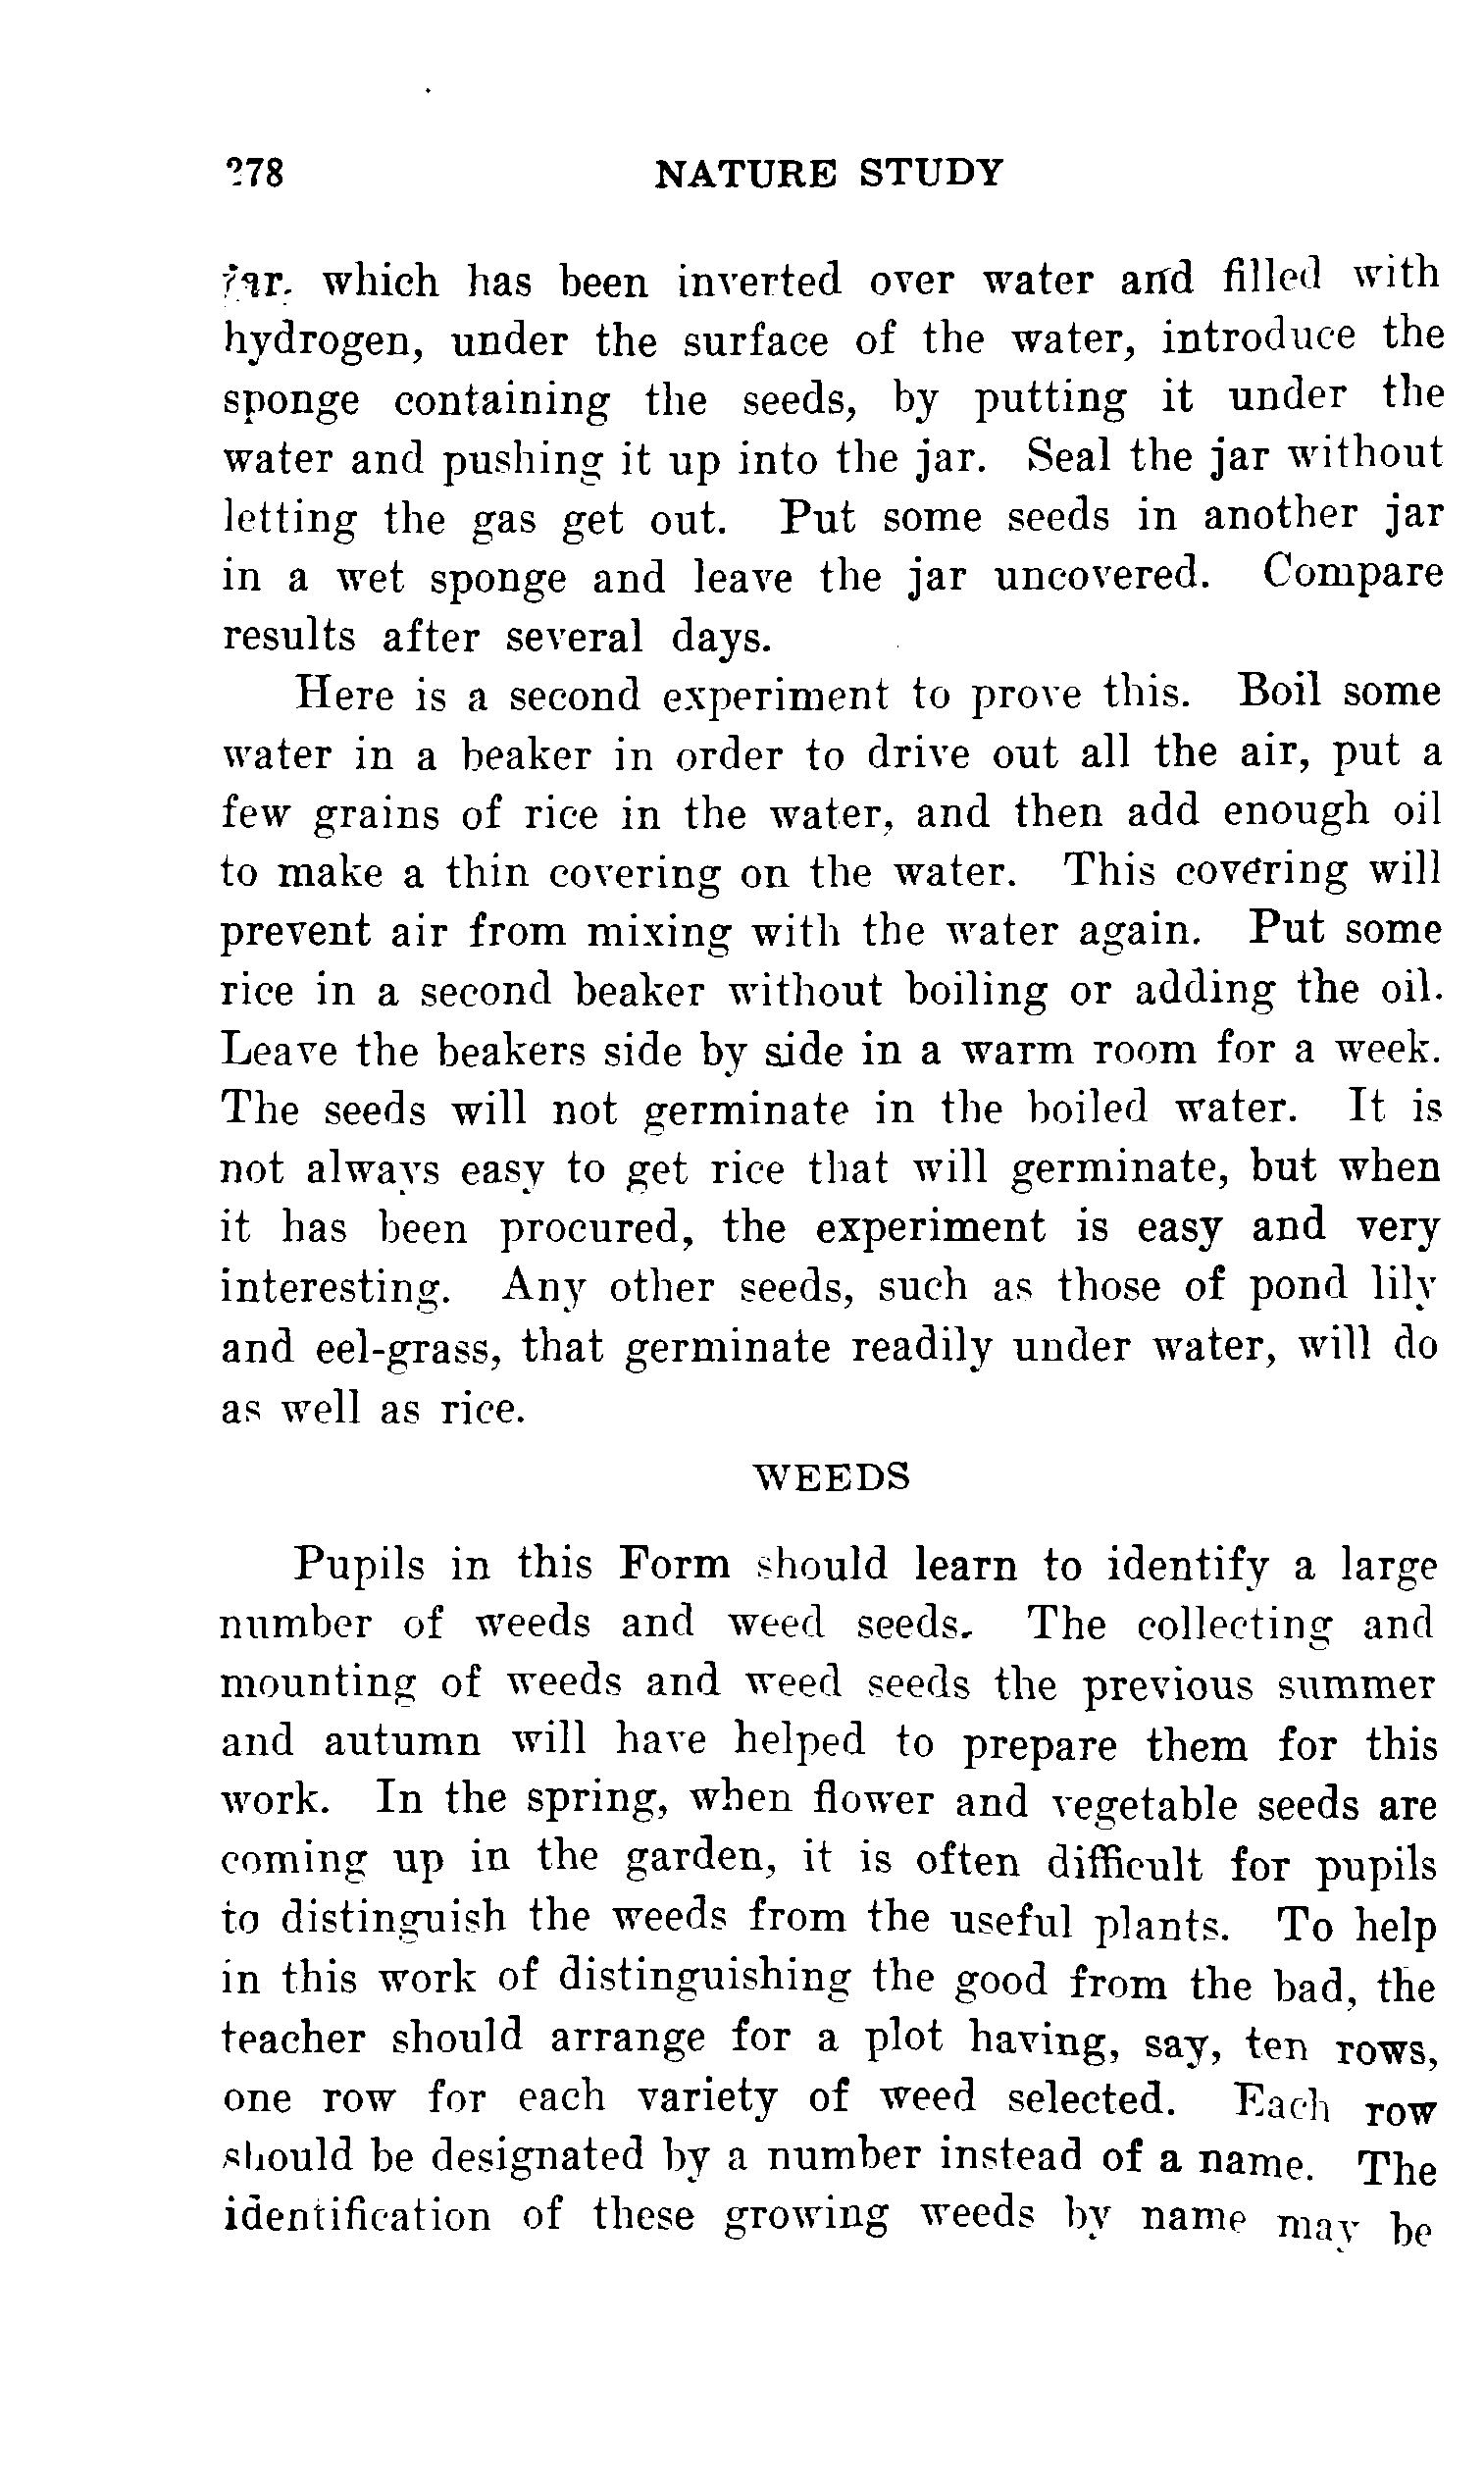 278 NATURE STUDY
jar, which has been inverted over water and filled with
hydrogen, under the surface of the water, introduce the
sponge containing the seeds, by putting it under the
water and pushing it up into the jar. Seal the jar without
letting the gas get out. Put some seeds in another jar
in a wet sponge and leave the jar uncovered. Compare
results after several days.
Here is a second experiment to prove this. Boil some
water in a beaker in order to drive out all the air, put a
few grains of rice in the water, and then add enough oil
to make a thin covering on the water. This covering will
prevent air from mixing with the water again. Put some
rice in a second beaker without boiling or adding the oil.
Leave the beakers side by side in a warm room for a week.
The seeds will not germinate in the boiled water. It is
not always easy to get rice that will germinate, but when
it has been procured, the experiment is easy and very
interesting. Any other seeds, such as those of pond lily
and eel-grass, that germinate readily under water, will do
as well as rice.
WEEDS
Pupils in this Form should learn to identify a large
number of weeds and weed seeds. The collecting and
mounting of weeds and weed seeds the previous summer
and autumn will have helped to prepare them for this
work. In the spring, when flower and vegetable seeds are
coming up in the garden, it is often difficult for pupils
to distinguish the weeds from the useful plants. To help
in this work of distinguishing the good from the bad, the
teacher should arrange for a plot having, say, ten rows,
one row for each variety of weed selected. Each row
should be designated by a number instead of a name. The
identification of these growing weeds by name may be